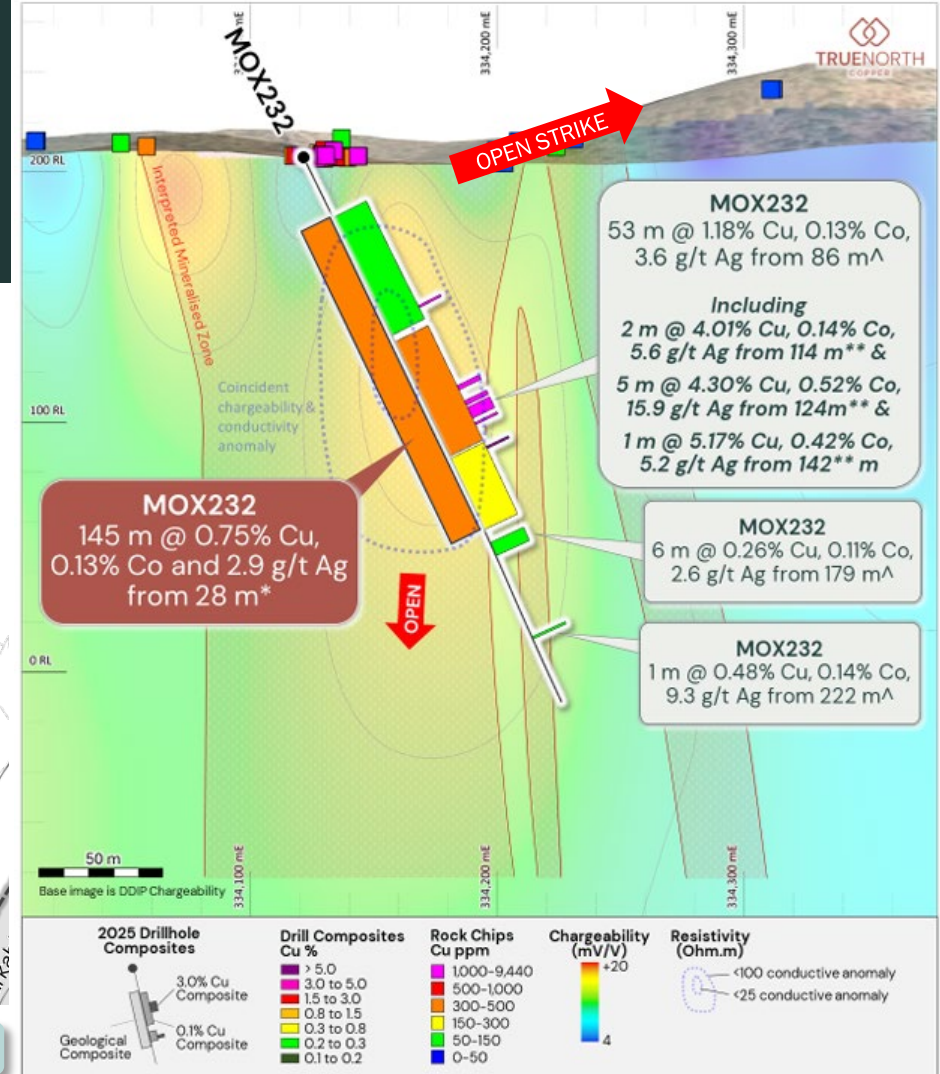 MOX232
334,200 mE
334,300 mE
TRUENORTH
COPPER
OPEN STRIKE
200 RL
Interpreted Mineralised Zone
MOX232
53 m @ 1.18% Cu, 0.13% Co,
3.6 g/t Ag from 86 m^
Including
2 m @ 4.01% Cu, 0.14% Co,
5.6 g/t Ag from 114 m** &
5 m @ 4.30% Cu, 0.52% Co,
15.9 g/t Ag from 124m** &
1 m @ 5.17% Cu, 0.42% Co,
5.2 g/t Ag from 142** m
Coincident
chargeability &
conductivity
anomaly
100 RL
MOX232
145 m @ 0.75% Cu,
0.13% Co and 2.9 g/t Ag
from 28 m*
MOX232
6 m @ 0.26% Cu, 0.11% Co,
2.6 g/t Ag from 179 m^
OPEN
MOX232
1 m @ 0.48% Cu, 0.14% Co,
9.3 g/t Ag from 222 m^
0 RL
50 m
Base image is DDIP Chargeability
334,100 mE
334,200 mE
334,300 mE
2025 Drillhole
Composites
3.0% Cu
Composite
0.1% Cu
Composite
Geological
Composite
Drill Composites
Cu %
> 5.0
3.0 to 5.0
1.5 to 3.0
0.8 to 1.5
0.3 to 0.8
0.2 to 0.3
0.1 to 0.2
Rock Chips
Cu ppm
1,000-9,440
500-1,000
300-500
150-300
50-150
0-50
Chargeability
(mV/V)
+20
4
Resistivity
(Ohm.m)
<100 conductive anomaly
<25 conductive anomaly